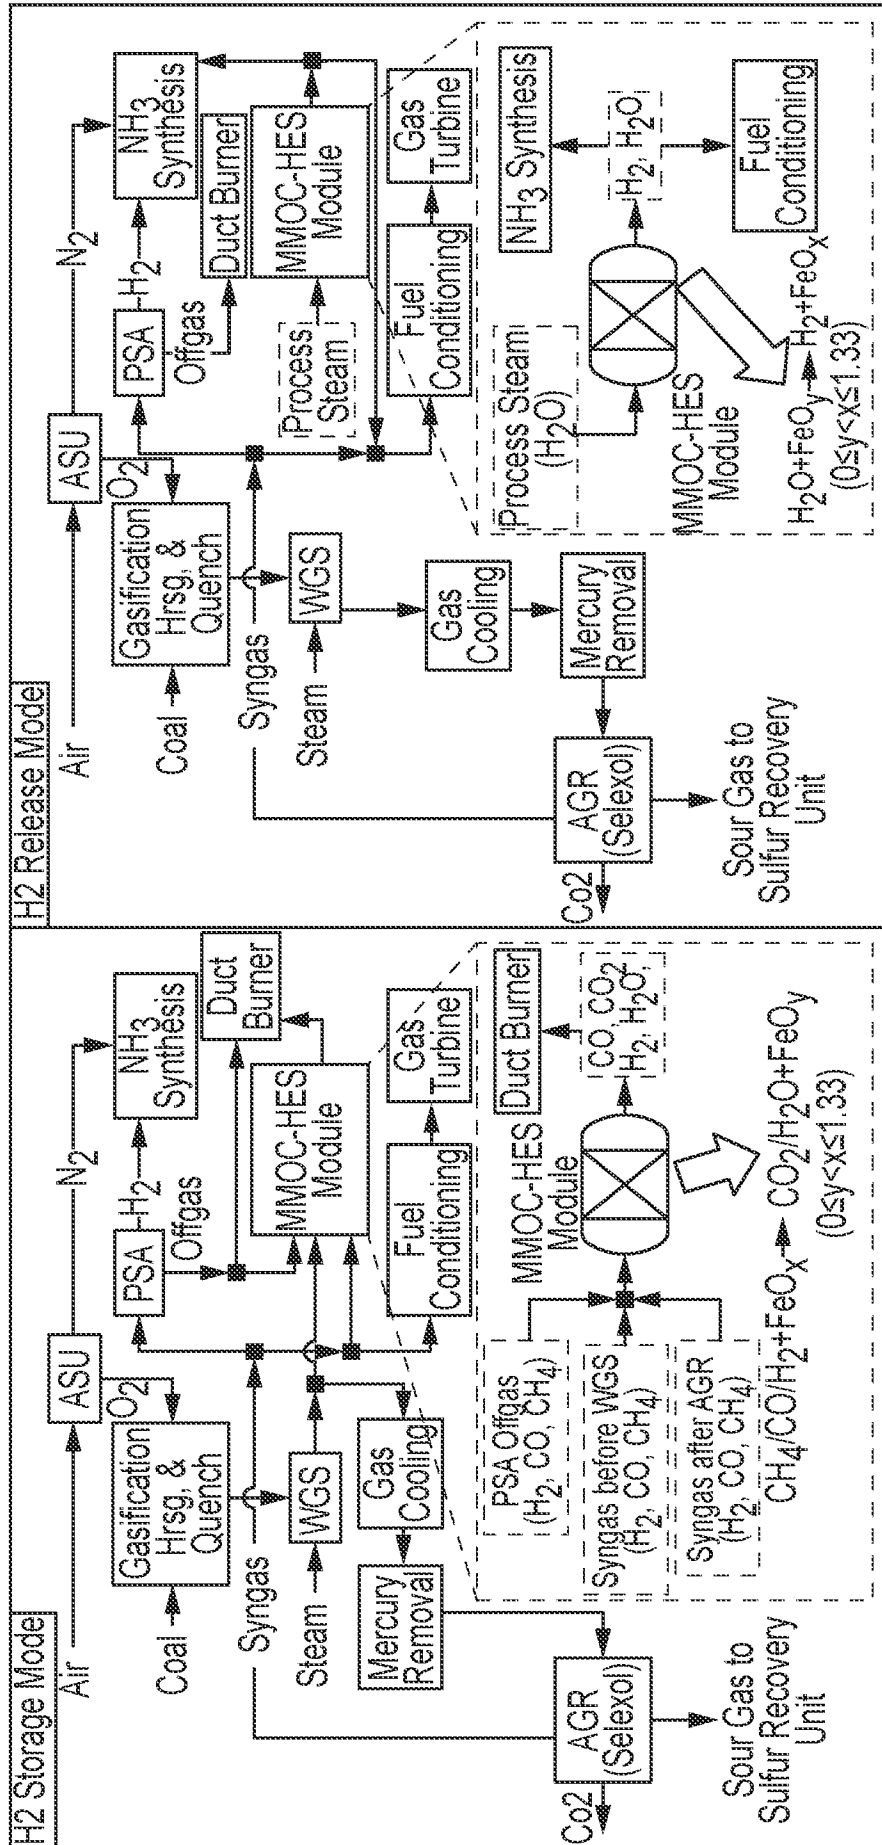 H2 Storage Mode
Air
ASU
N2
O2
Coal
Gasification
Hrsg, &
Quench
PSA
H2
Offgas
NH3
Synthesis
Duct
Burner
Syngas
Steam
WGS
MMOC-HES
Module
Gas
Cooling
Fuel
Conditioning
Gas
Turbine
Mercury
Removal
AGR
(Selexol)
Co2
Sour Gas to
Sulfur Recovery
Unit
PSA Offgas
(H2, CO, CH4)
Syngas before WGS
(H2, CO, CH4)
Syngas after AGR
(H2, CO, CH4)
MMOC-HES
Module
Duct Burner
CO, CO2
H2, H2O,
CH4/CO/H2+FeOx
CO2/H2O+FeOy
(0≤y<x≤1.33)
H2 Release Mode
Air
ASU
N2
O2
Coal
Gasification
Hrsg, &
Quench
PSA
H2
Offgas
NH3
Synthesis
Duct Burner
Syngas
Steam
WGS
Process
Steam
MMOC-HES
Module
Gas
Cooling
Fuel
Conditioning
Gas
Turbine
Mercury
Removal
AGR
(Selexol)
Co2
Sour Gas to
Sulfur Recovery
Unit
Process Steam
(H2O)
MMOC-HES
Module
NH3 Synthesis
H2, H2O
Fuel
Conditioning
H2O+FeOy
H2+FeOx
(0≤y<x≤1.33)